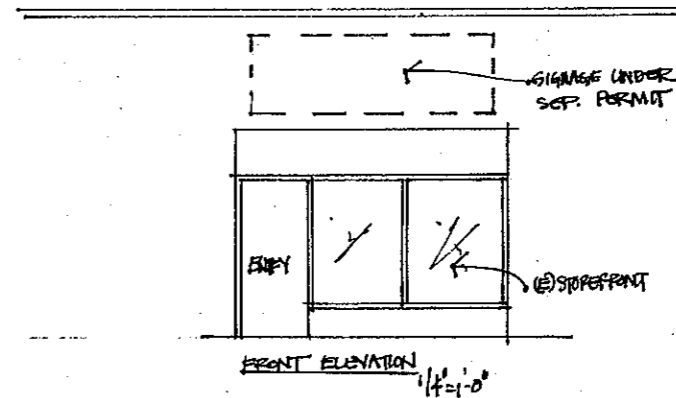 SIGNAGE UNDER
SEP. PERMIT
ENTRY
(E) STOREFRONT
FRONT ELEVATION
1/4"=1'-0"